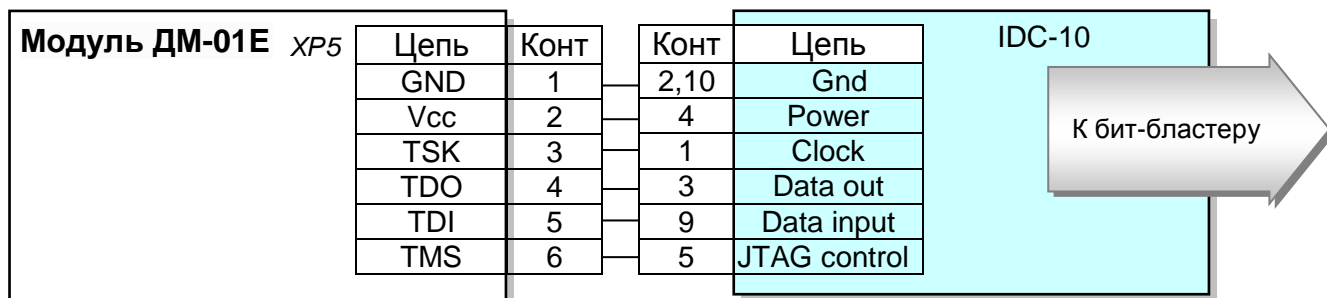 Модуль ДМ-01Е XP5 Цепь Конт Конт Цепь IDC-10
GND 1 2,10 Gnd
Vcc 2 4 Power
TSK 3 1 Clock
TDO 4 3 Data out
TDI 5 9 Data input
TMS 6 5 JTAG control
К бит-бластеру